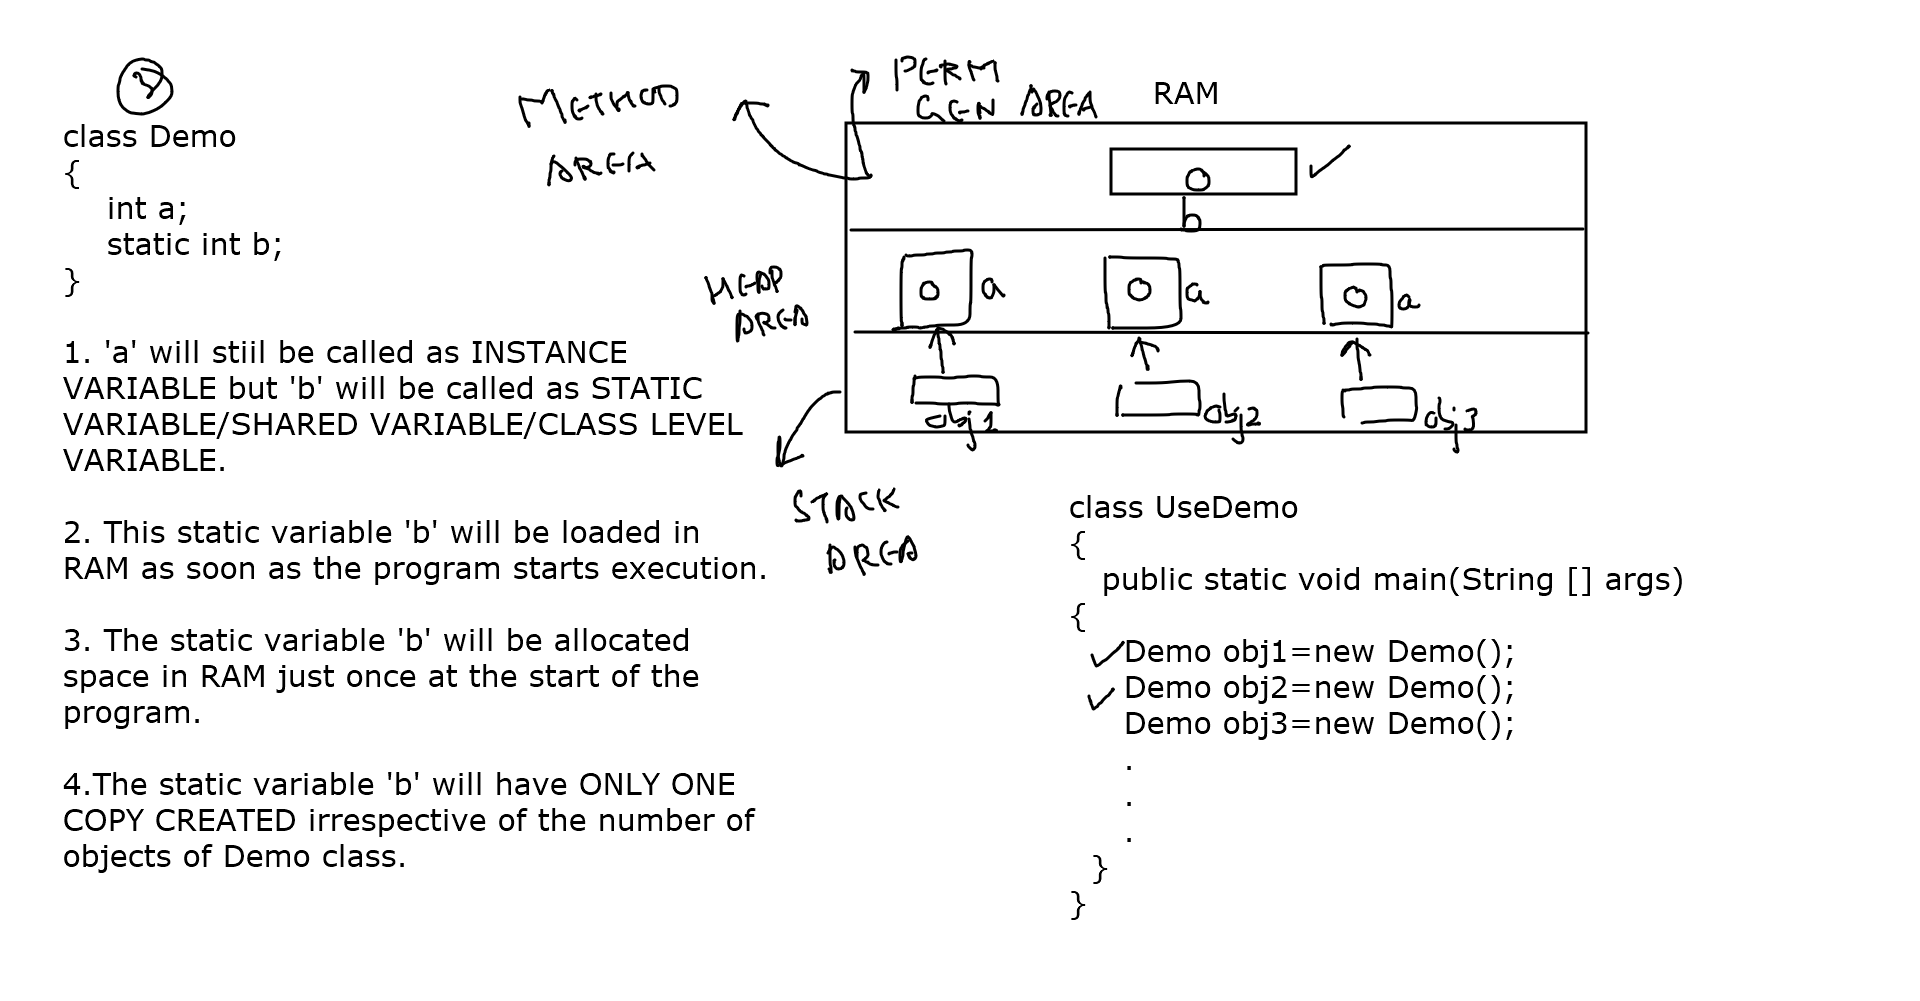 class Demo
{
int a;
static int b;
}
1. 'a' will stiil be called as INSTANCE
VARIABLE but 'b' will be called as STATIC
VARIABLE/SHARED VARIABLE/CLASS LEVEL
VARIABLE.
2. This static variable 'b' will be loaded in
RAM as soon as the program starts execution.
3. The static variable 'b' will be allocated
space in RAM just once at the start of the
program.
4.The static variable 'b' will have ONLY ONE
COPY CREATED irrespective of the number of
objects of Demo class.
METHOD
AREA
PERM
GEN AREA
RAM
0
b
HEAP
AREA
0 a
0 a
0 a
obj1
obj2
obj3
STACK
AREA
class UseDemo
{
public static void main(String [] args)
{
Demo obj1=new Demo();
Demo obj2=new Demo();
Demo obj3=new Demo();
.
.
.
}
}